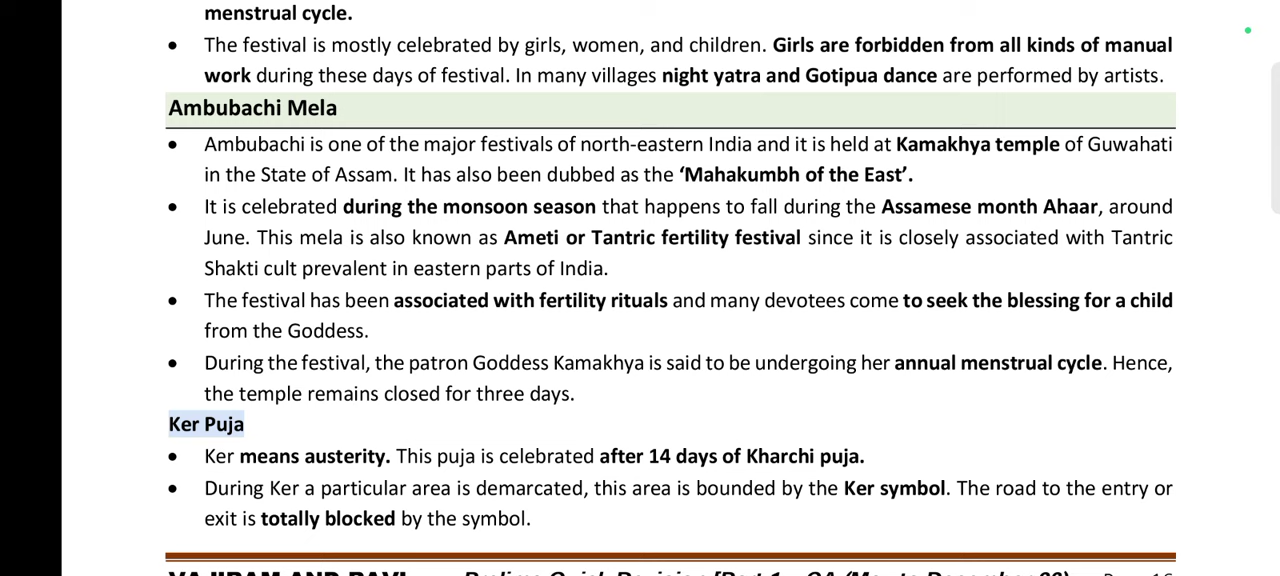 menstrual cycle.
• The festival is mostly celebrated by girls, women, and children. Girls are forbidden from all kinds of manual
work during these days of festival. In many villages night yatra and Gotipua dance are performed by artists.
Ambubachi Mela
• Ambubachi is one of the major festivals of north-eastern India and it is held at Kamakhya temple of Guwahati
in the State of Assam. It has also been dubbed as the ‘Mahakumbh of the East’.
• It is celebrated during the monsoon season that happens to fall during the Assamese month Ahaar, around
June. This mela is also known as Ameti or Tantric fertility festival since it is closely associated with Tantric
Shakti cult prevalent in eastern parts of India.
• The festival has been associated with fertility rituals and many devotees come to seek the blessing for a child
from the Goddess.
• During the festival, the patron Goddess Kamakhya is said to be undergoing her annual menstrual cycle. Hence,
the temple remains closed for three days.
Ker Puja
• Ker means austerity. This puja is celebrated after 14 days of Kharchi puja.
• During Ker a particular area is demarcated, this area is bounded by the Ker symbol. The road to the entry or
exit is totally blocked by the symbol.
VAJIRAM AND RAVI